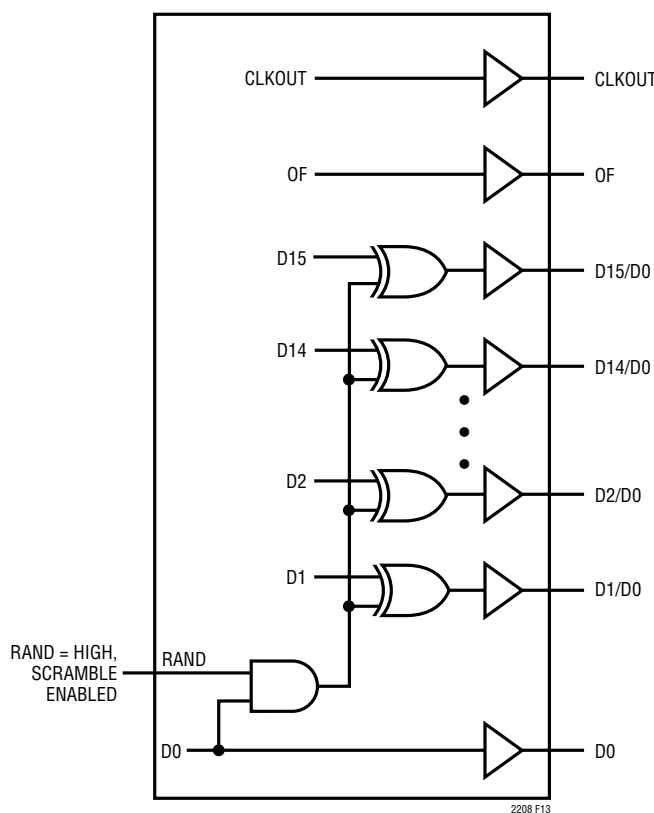 CLKOUT CLKOUT
OF OF
D15 D15/D0
D14 D14/D0
D2 D2/D0
D1 D1/D0
RAND = HIGH,
SCRAMBLE
ENABLED
RAND
D0 D0
2208 F13